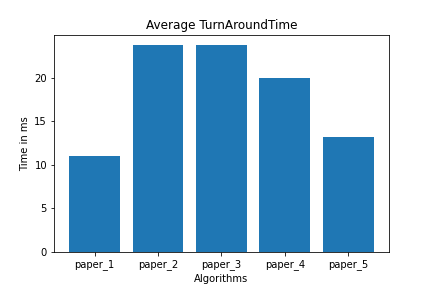 Average TurnAroundTime
Time in ms
20
15
10
5
0
paper_1 paper_2 paper_3 paper_4 paper_5
Algorithms